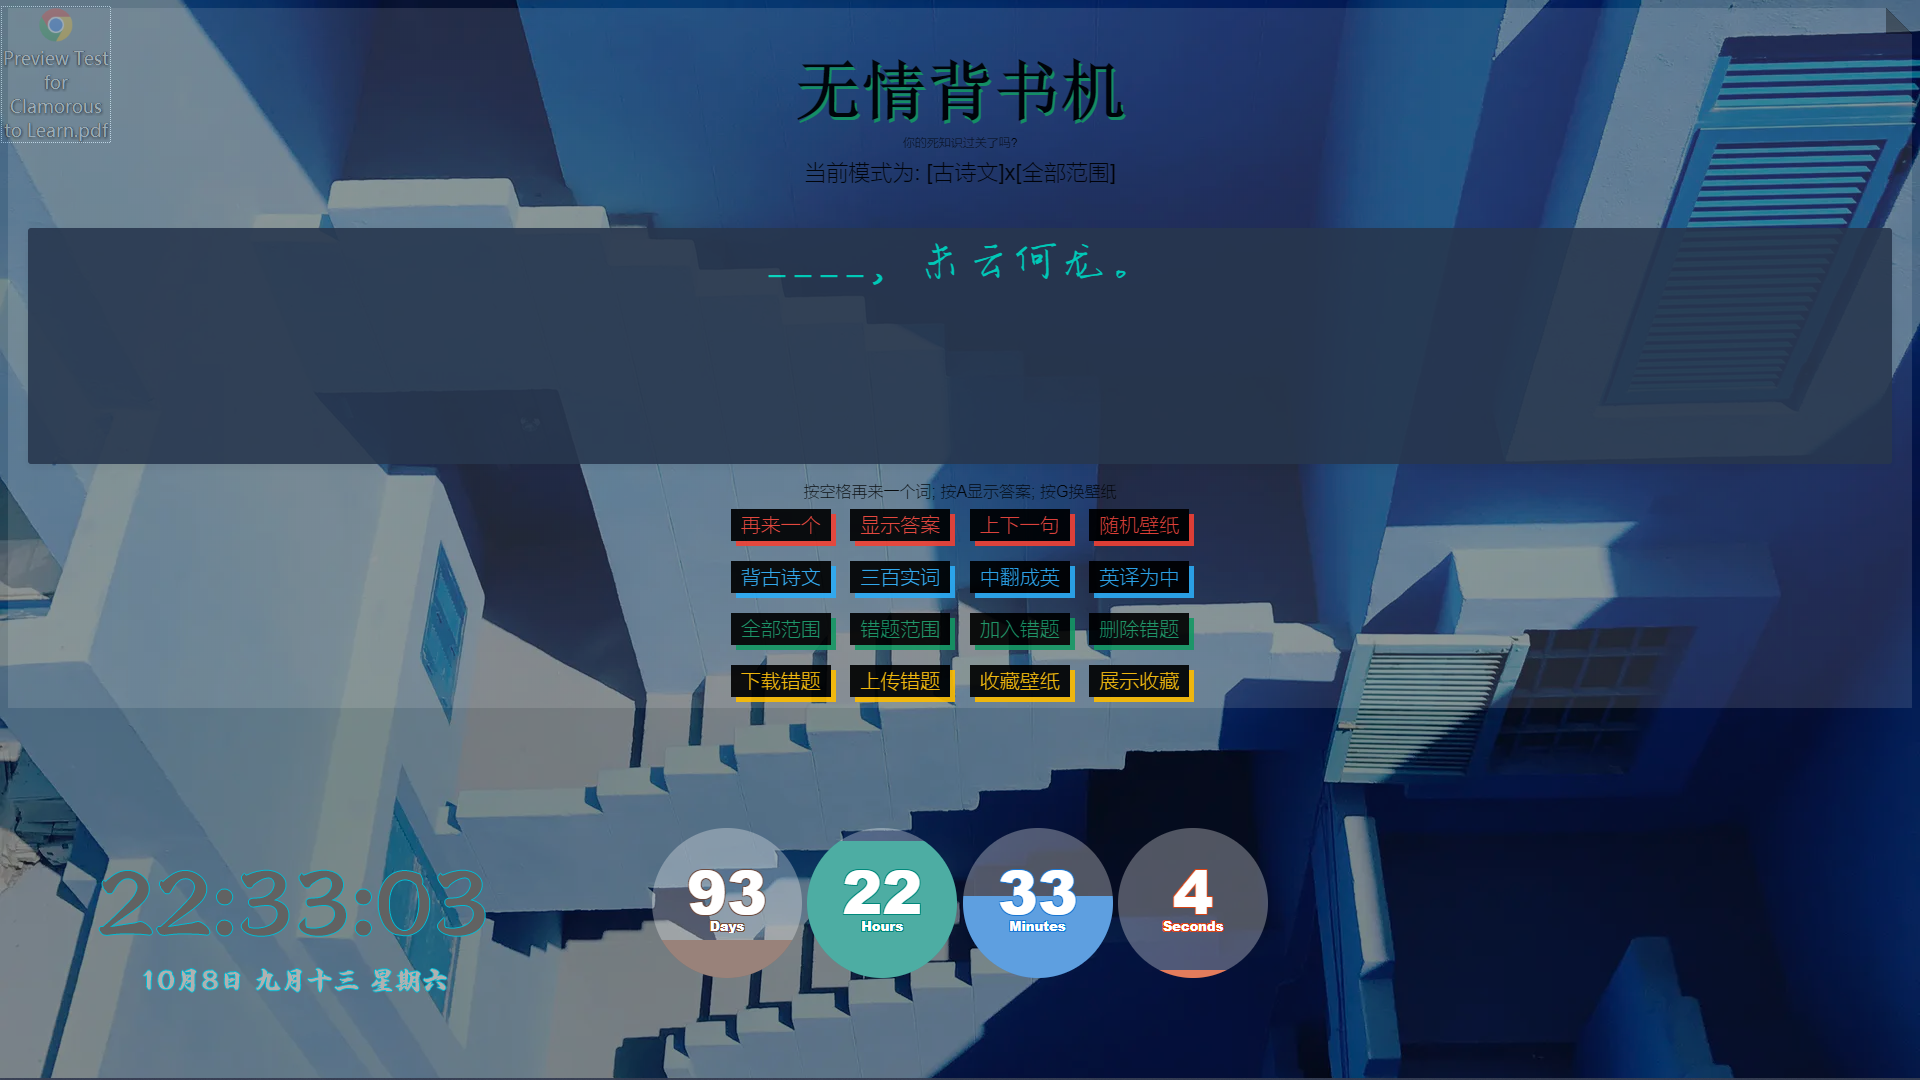 Preview Test
for
Clamorous
to Learn.pdf
无情背书机
你的死知识过关了吗?
当前模式为: [古诗文]x[全部范围]
____, 未云何龙。
按空格再来一个词; 按A显示答案; 按G换壁纸
再来一个 显示答案 上下一句 随机壁纸
背古诗文 三百实词 中翻成英 英译为中
全部范围 错题范围 加入错题 删除错题
下载错题 上传错题 收藏壁纸 展示收藏
22:33:03
10月8日 九月十三 星期六
93 22 33 4
Days Hours Minutes Seconds